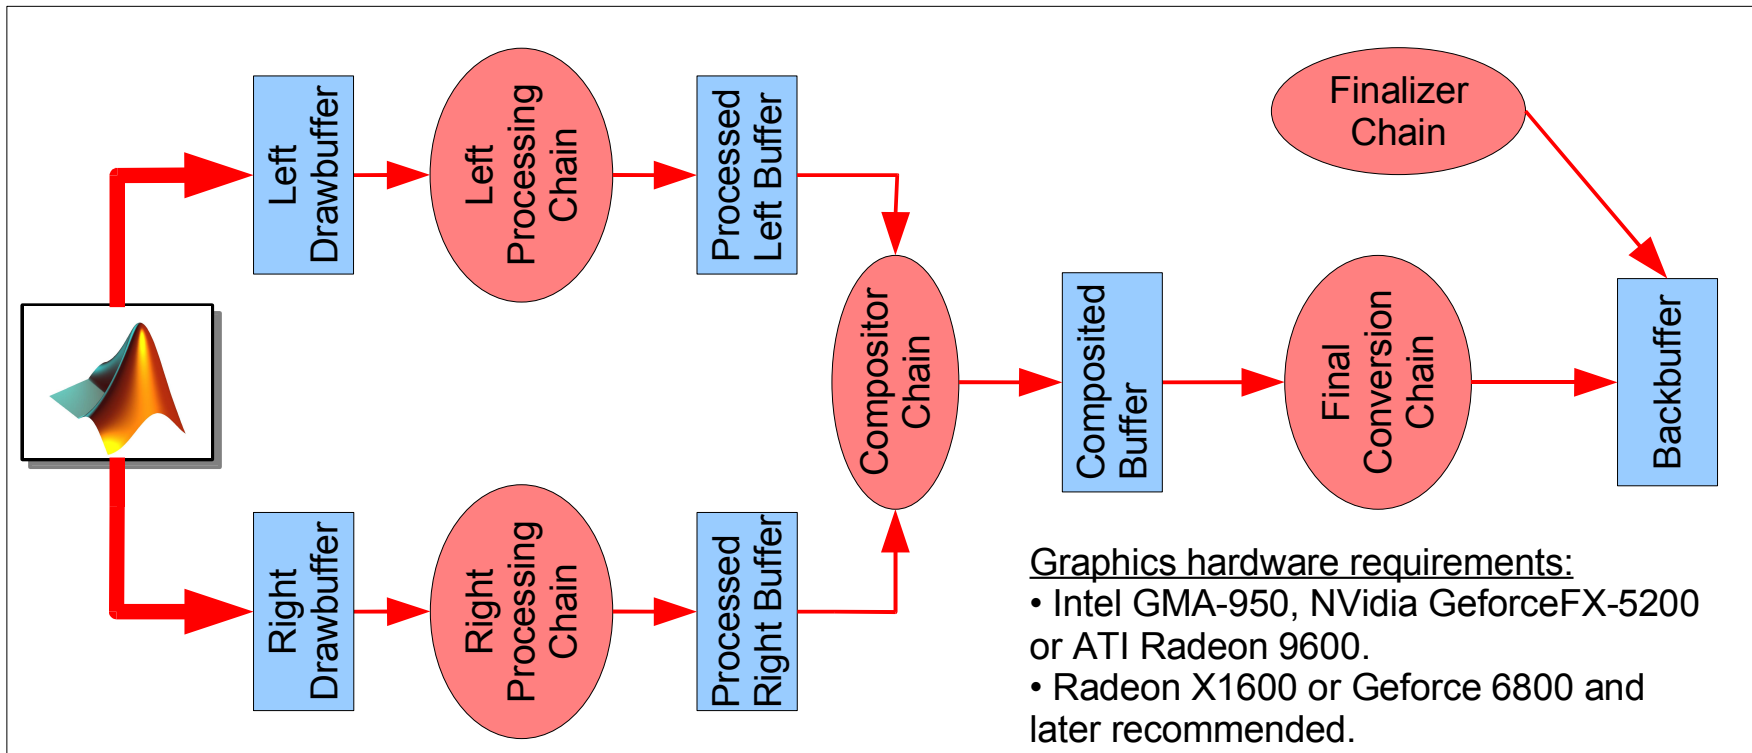 Left
Drawbuffer
Left
Processing
Chain
Processed
Left Buffer
Finalizer
Chain
Compositor
Chain
Composited
Buffer
Final
Conversion
Chain
Backbuffer
Right
Drawbuffer
Right
Processing
Chain
Processed
Right Buffer
Graphics hardware requirements:
• Intel GMA-950, NVidia GeforceFX-5200
or ATI Radeon 9600.
• Radeon X1600 or Geforce 6800 and
later recommended.